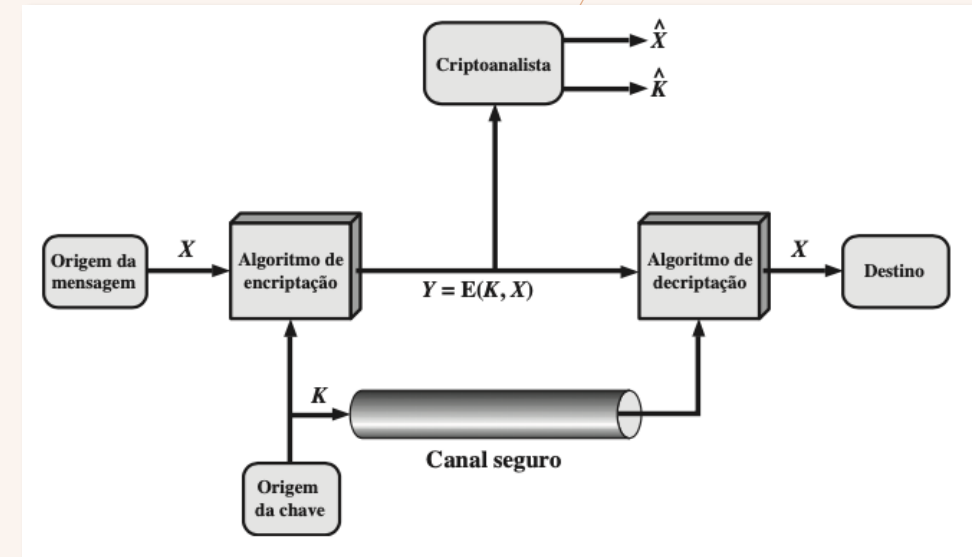 X̂
Criptoanalista
K̂
Origem da
mensagem
X
Algoritmo de
encriptação
Y = E(K, X)
Algoritmo de
decriptação
X
Destino
K
Canal seguro
Origem
da chave